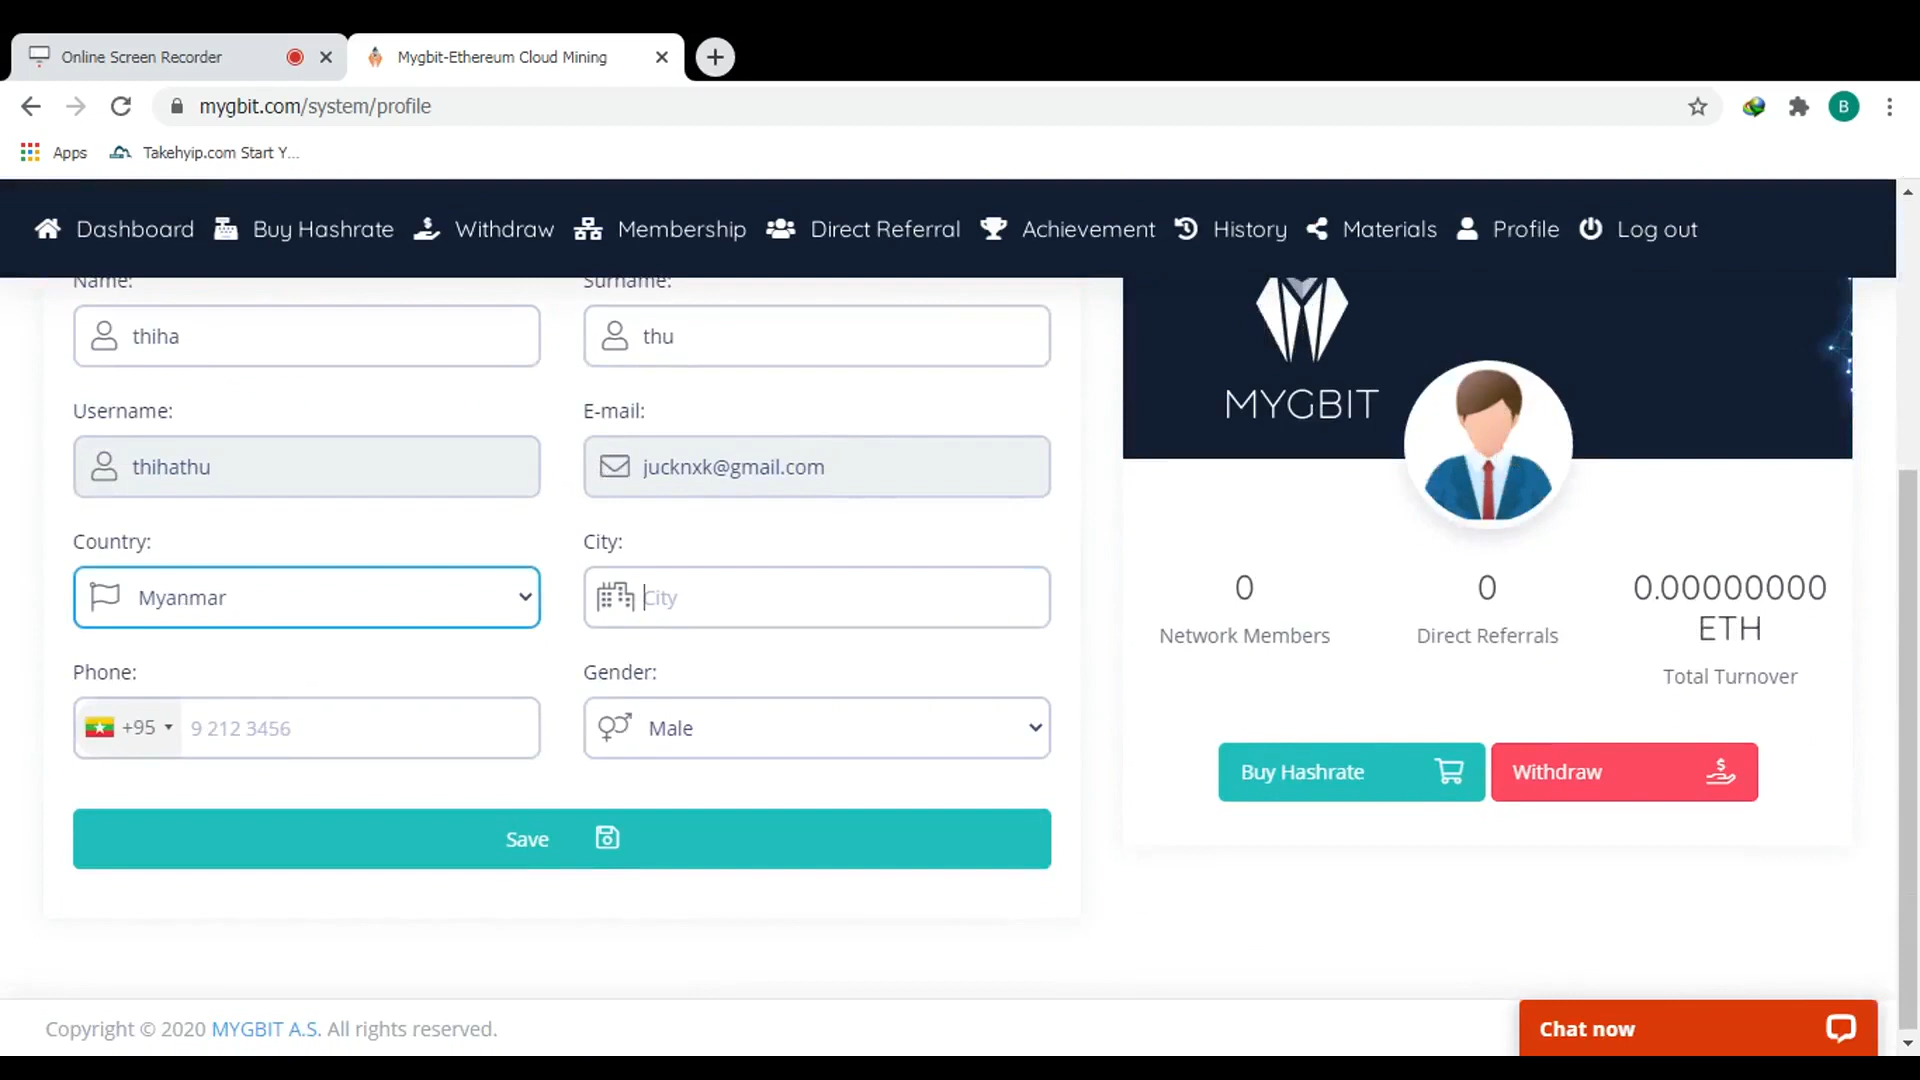 Online Screen Recorder
Mygbit-Ethereum Cloud Mining
mygbit.com/system/profile
B
Apps
Takehyip.com Start Y...
Dashboard Buy Hashrate Withdraw Membership Direct Referral Achievement History Materials Profile Log out
Name: Surname:
thiha thu
Username: E-mail:
thihathu jucknxk@gmail.com
Country: City:
Myanmar City
Phone: Gender:
+95 9 212 3456 Male
Save
MYGBIT
0 0 0.00000000
ETH
Network Members Direct Referrals
Total Turnover
Buy Hashrate Withdraw
Copyright © 2020 MYGBIT A.S. All rights reserved.
Chat now